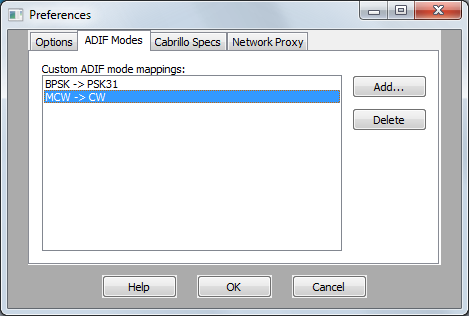 Preferences
Options ADIF Modes Cabrillo Specs Network Proxy
Custom ADIF mode mappings:
BPSK -> PSK31
MCW -> CW
Add...
Delete
Help OK Cancel